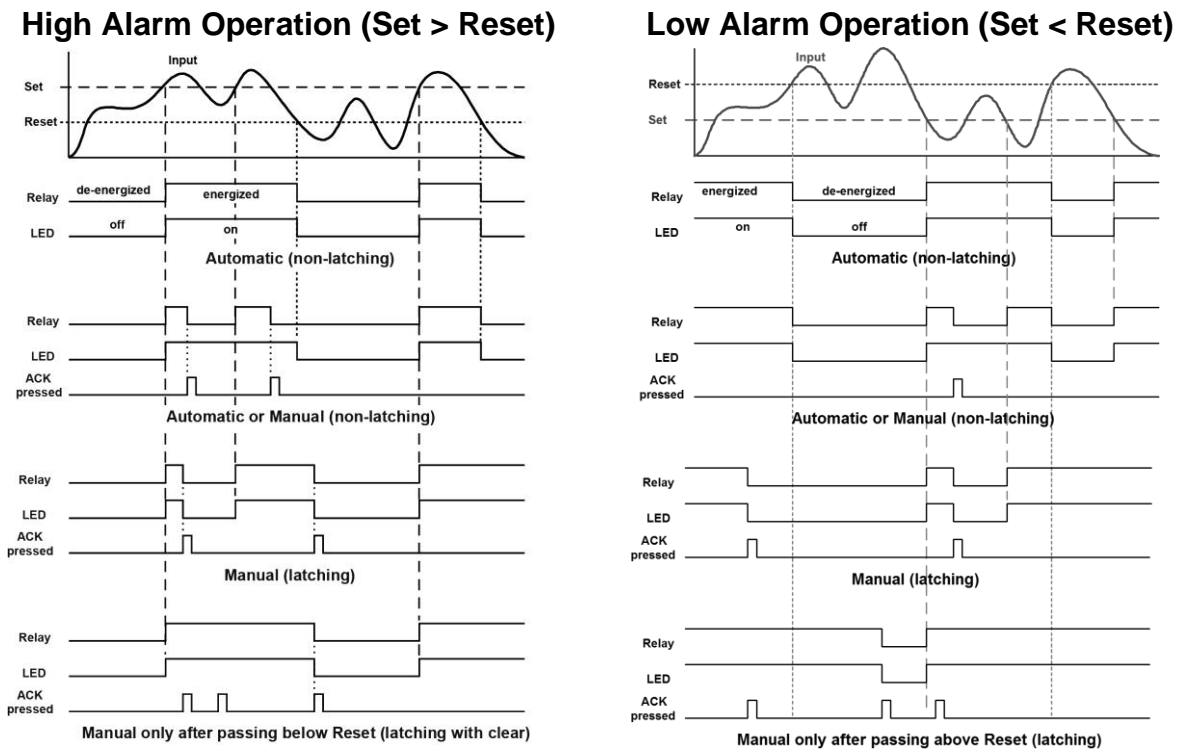 High Alarm Operation (Set > Reset)
Input
Set
Reset
Relay
de-energized
energized
LED
off
on
Automatic (non-latching)
Relay
LED
ACK
pressed
Automatic or Manual (non-latching)
Relay
LED
ACK
pressed
Manual (latching)
Relay
LED
ACK
pressed
Manual only after passing below Reset (latching with clear)
Low Alarm Operation (Set < Reset)
Input
Reset
Set
Relay
energized
de-energized
LED
on
off
Automatic (non-latching)
Relay
LED
ACK
pressed
Automatic or Manual (non-latching)
Relay
LED
ACK
pressed
Manual (latching)
Relay
LED
ACK
pressed
Manual only after passing above Reset (latching)